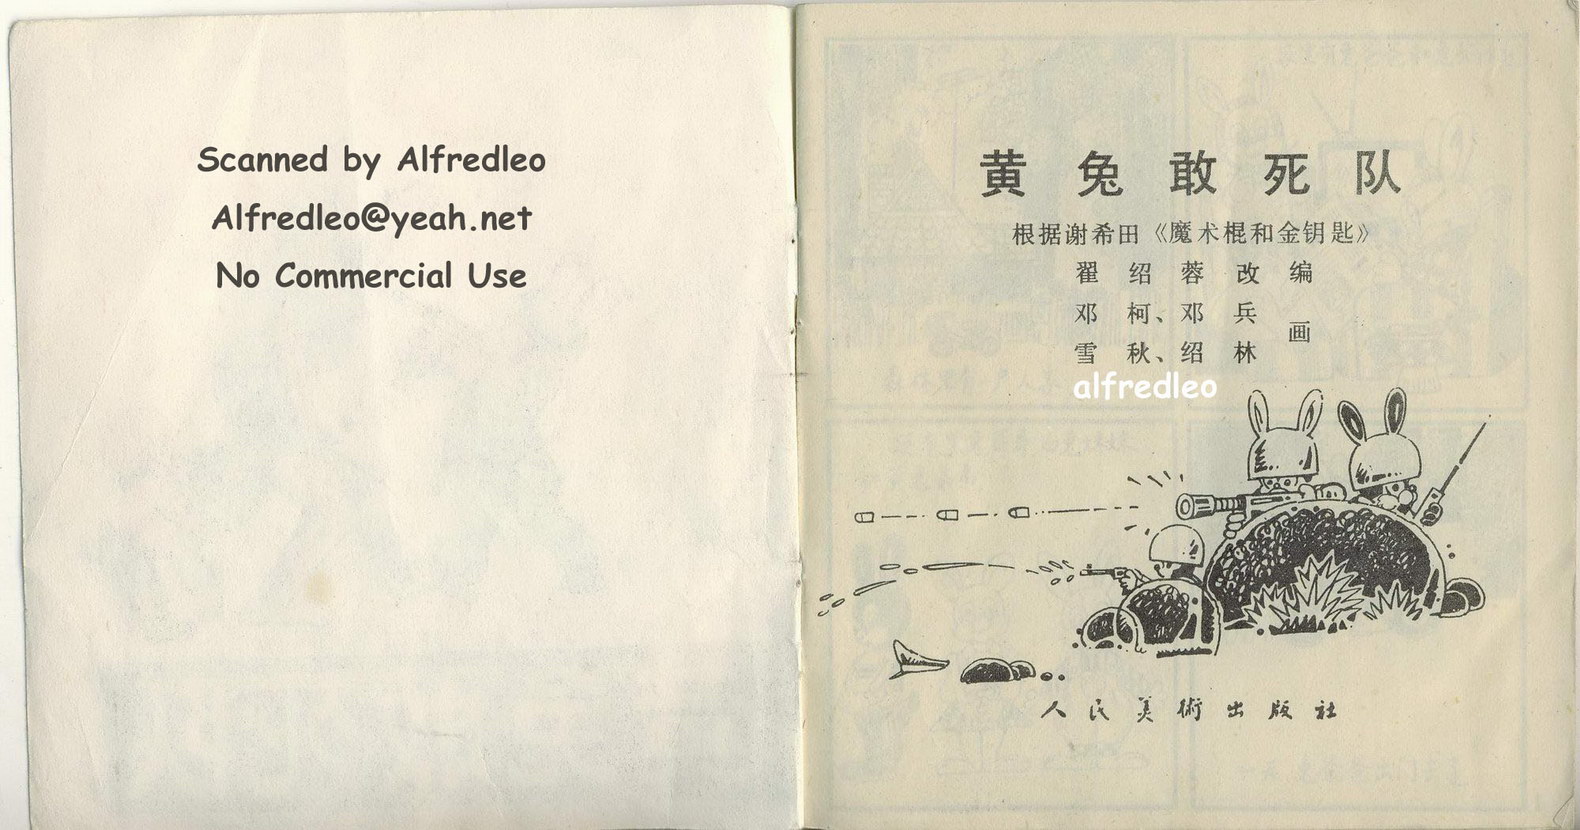 Scanned by Alfredleo
Alfredleo@yeah.net
No Commercial Use
黄兔敢死队
根据谢希田《魔术棍和金钥匙》
翟绍蓉改编
邓柯、邓兵
雪秋、绍林
画
alfredleo
人民美術出版社